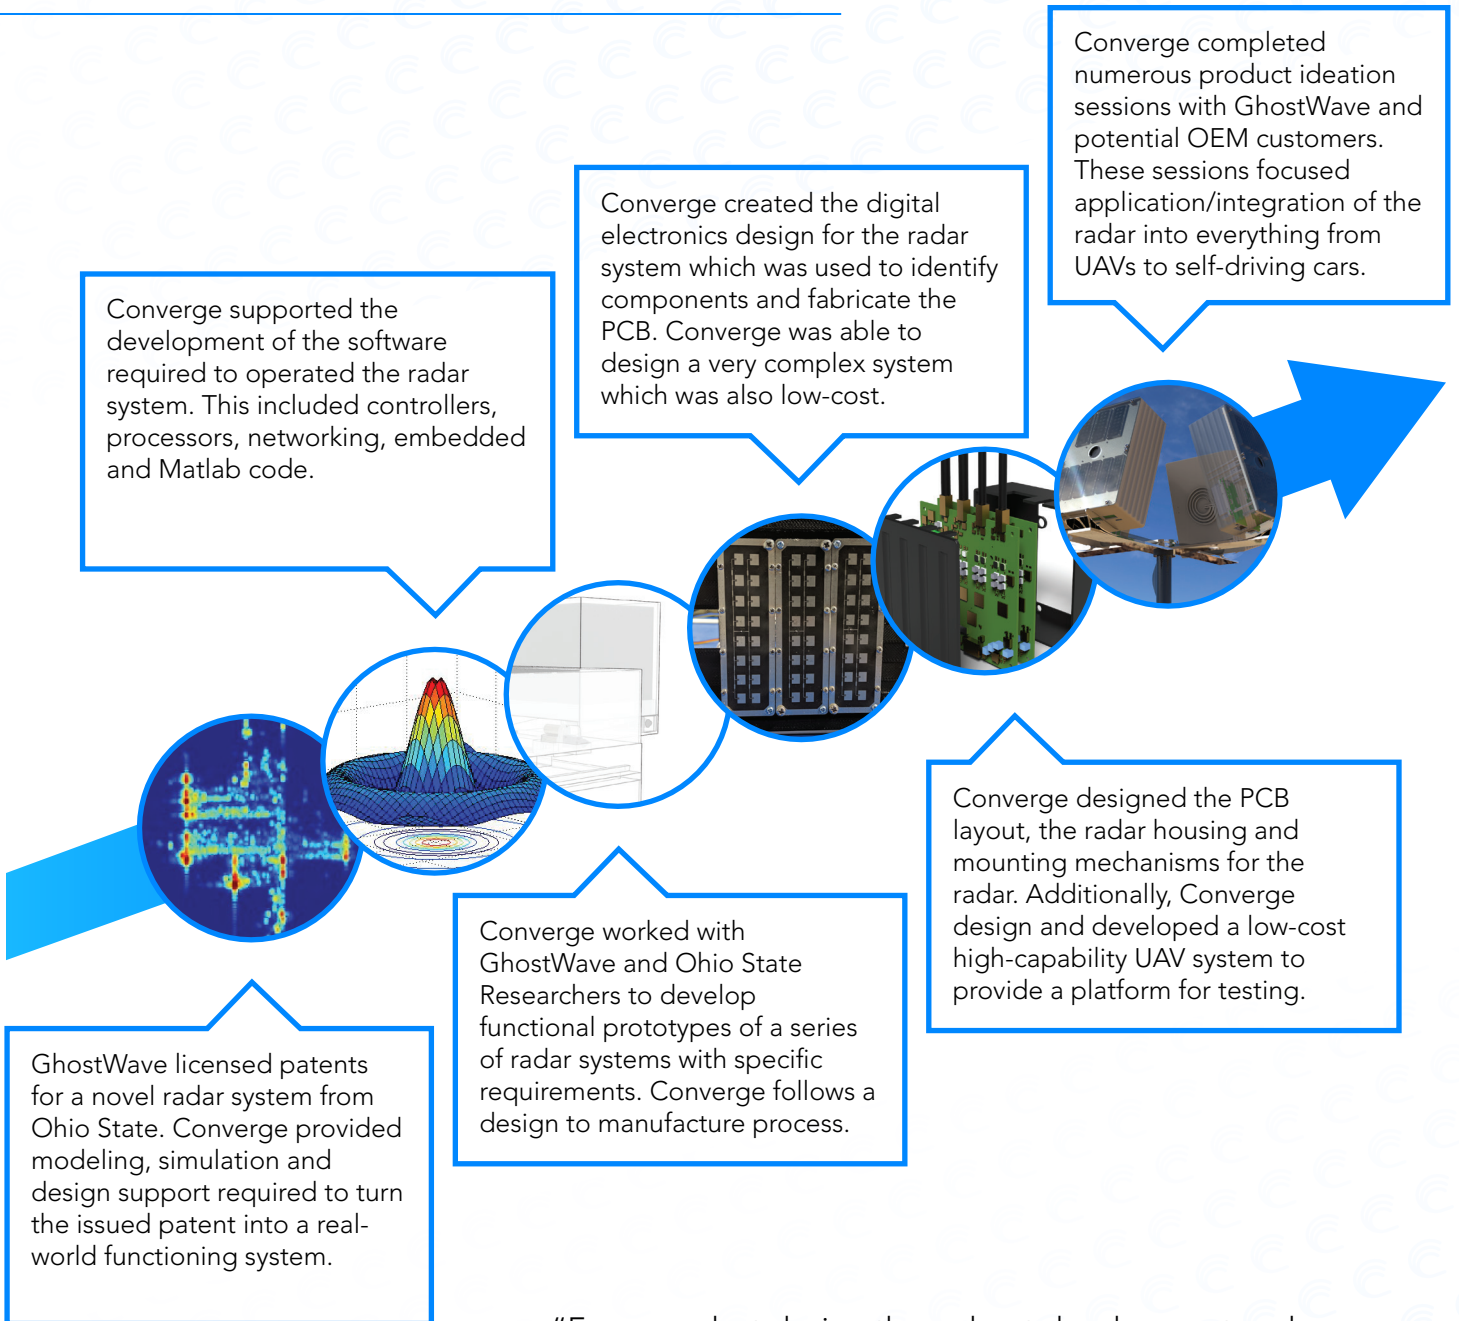 Converge completed
numerous product ideation
sessions with GhostWave and
potential OEM customers.
These sessions focused
application/integration of the
radar into everything from
UAVs to self-driving cars.
Converge created the digital
electronics design for the radar
system which was used to identify
components and fabricate the
PCB. Converge was able to
design a very complex system
which was also low-cost.
Converge supported the
development of the software
required to operated the radar
system. This included controllers,
processors, networking, embedded
and Matlab code.
Converge designed the PCB
layout, the radar housing and
mounting mechanisms for the
radar. Additionally, Converge
design and developed a low-cost
high-capability UAV system to
provide a platform for testing.
Converge worked with
GhostWave and Ohio State
Researchers to develop
functional prototypes of a series
of radar systems with specific
requirements. Converge follows a
design to manufacture process.
GhostWave licensed patents
for a novel radar system from
Ohio State. Converge provided
modeling, simulation and
design support required to turn
the issued patent into a real-
world functioning system.